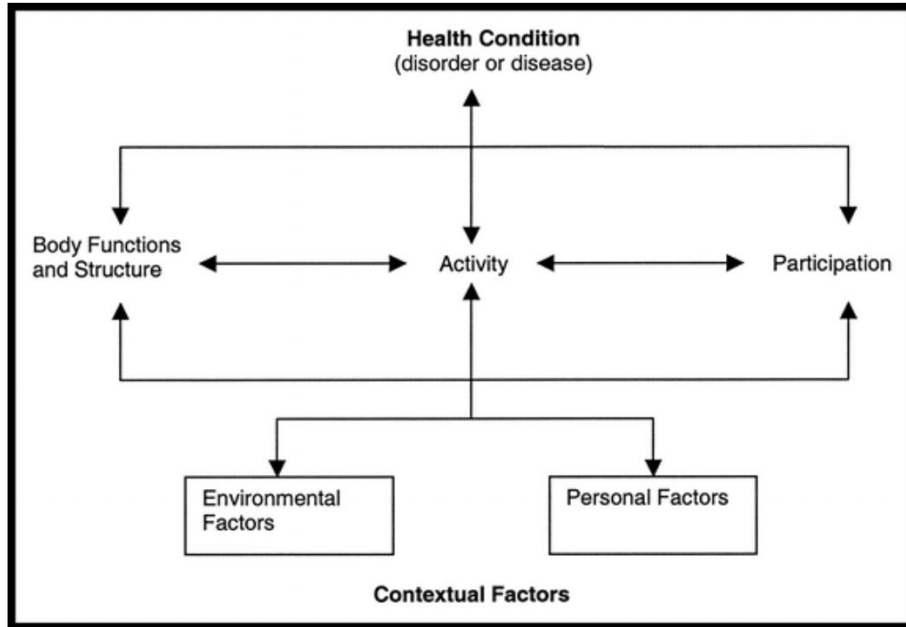 Health Condition
(disorder or disease)
Body Functions
and Structure
Activity
Participation
Environmental
Factors
Personal Factors
Contextual Factors